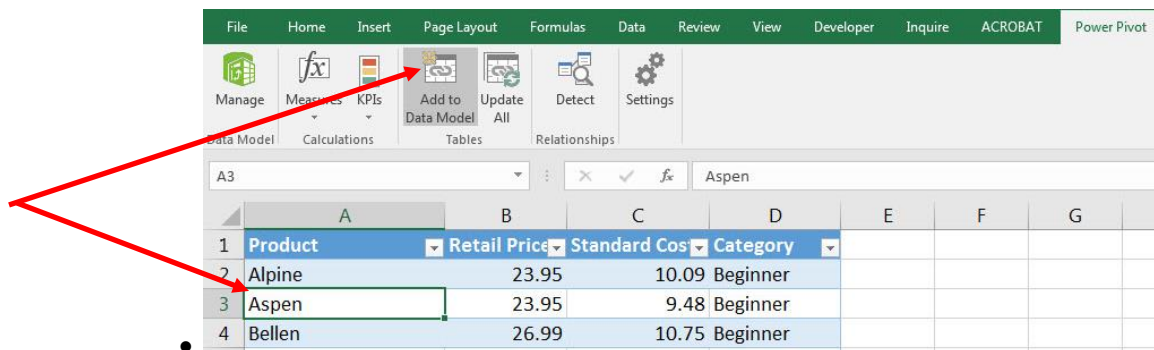 File Home Insert Page Layout Formulas Data Review View Developer Inquire ACROBAT Power Pivot
Manage Measures KPIs Add to Data Model Update All Detect Settings
Data Model Calculations Tables Relationships
A3 fx Aspen
A B C D E F G
1 Product Retail Price Standard Cos Category
2 Alpine 23.95 10.09 Beginner
3 Aspen 23.95 9.48 Beginner
4 Bellen 26.99 10.75 Beginner